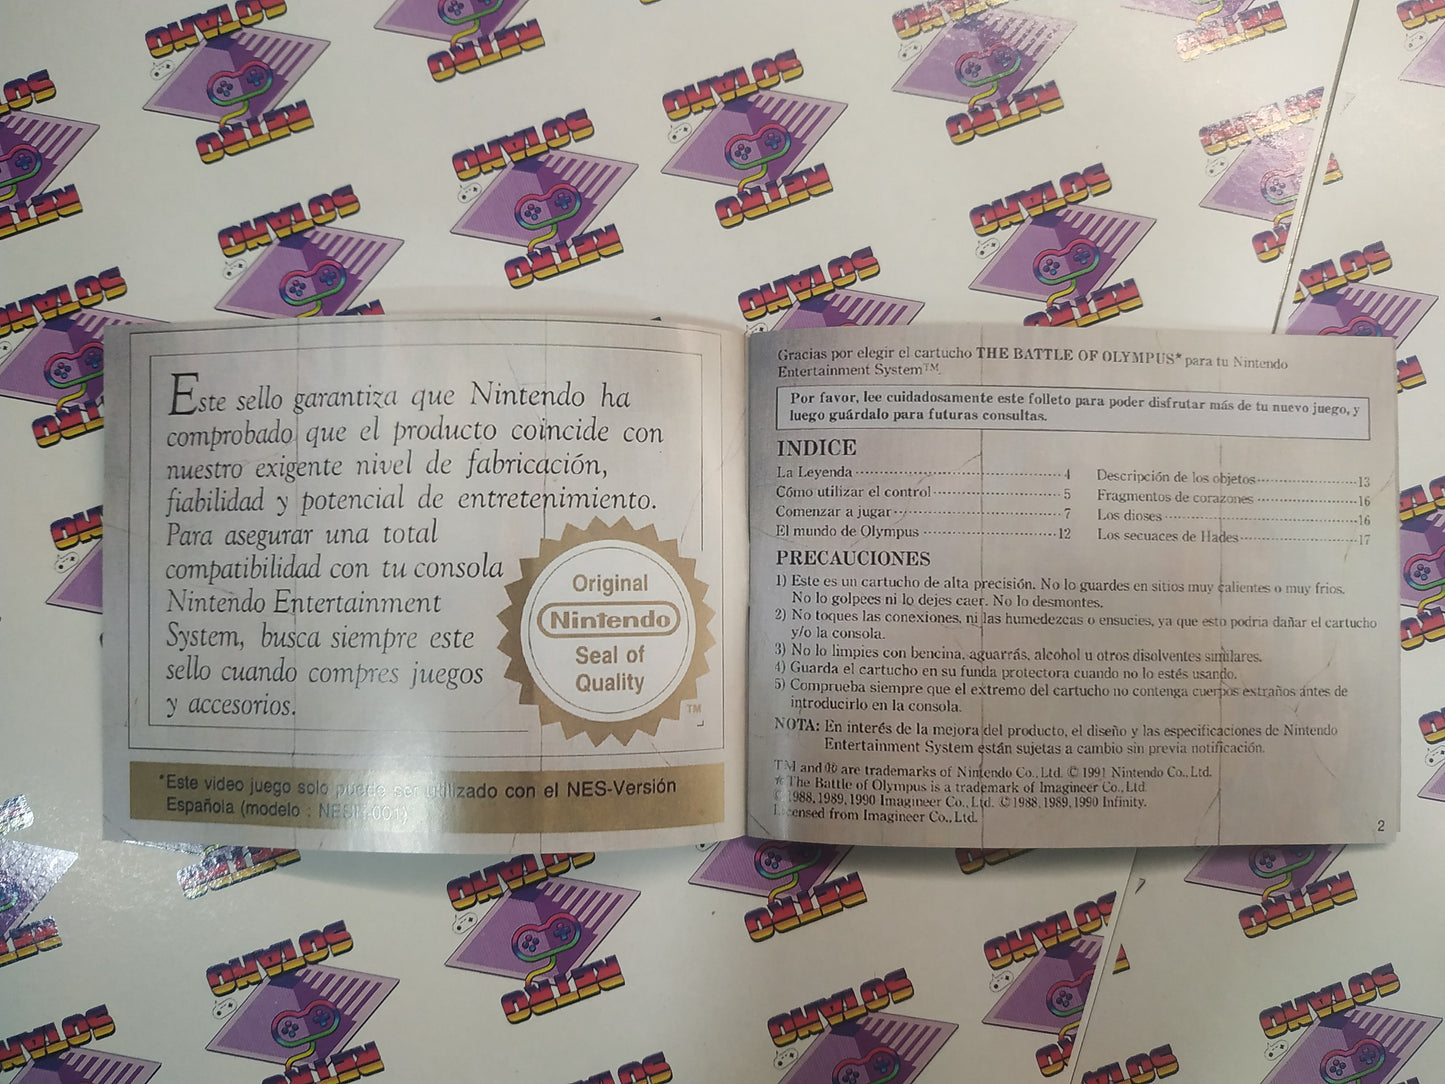 Este sello garantiza que Nintendo ha
comprobado que el producto coincide con
nuestro exigente nivel de fabricación,
fiabilidad y potencial de entretenimiento.
Para asegurar una total
compatibilidad con tu consola
Nintendo Entertainment
System, busca siempre este
sello cuando compres juegos
y accesorios.
Original
Nintendo
Seal of
Quality
TM
*Este video juego solo puede ser utilizado con el NES-Versión
Española (modelo : NESE-001)
Gracias por elegir el cartucho THE BATTLE OF OLYMPUS* para tu Nintendo
Entertainment System™.
Por favor, lee cuidadosamente este folleto para poder disfrutar más de tu nuevo juego, y
luego guárdalo para futuras consultas.
INDICE
La Leyenda 4
Cómo utilizar el control 5
Comenzar a jugar 7
El mundo de Olympus 12
Descripción de los objetos 13
Fragmentos de corazones 16
Los dioses 16
Los secuaces de Hades 17
PRECAUCIONES
1) Este es un cartucho de alta precisión. No lo guardes en sitios muy calientes o muy frios.
No lo golpees ni lo dejes caer. No lo desmontes.
2) No toques las conexiones, ni las humedezcas o ensucies, ya que esto podria dañar el cartucho
y/o la consola.
3) No lo limpies con bencina, aguarrás, alcohol u otros disolventes similares.
4) Guarda el cartucho en su funda protectora cuando no lo estés usando.
5) Comprueba siempre que el extremo del cartucho no contenga cuerpos extraños ántes de
introducirlo en la consola.
NOTA: En interés de la mejora del producto, el diseño y las especificaciones de Nintendo
Entertainment System están sujetas a cambio sin previa notificación.
TM and ® are trademarks of Nintendo Co., Ltd. © 1991 Nintendo Co., Ltd.
* The Battle of Olympus is a trademark of Imagineer Co., Ltd.
© 1988, 1989, 1990 Imagineer Co., Ltd. © 1988, 1989, 1990 Infinity.
Licensed from Imagineer Co., Ltd.
2
SOTANO
RETRO